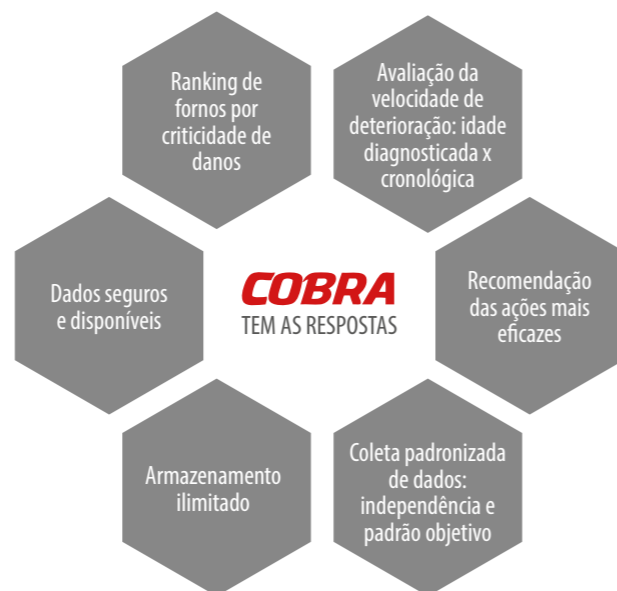 Ranking de
fornos por
criticidade de
danos
Avaliação da
velocidade de
deterioração: idade
diagnosticada x
cronológica
Dados seguros
e disponíveis
COBRA
TEM AS RESPOSTAS
Recomendação
das ações mais
eficazes
Armazenamento
ilimitado
Coleta padronizada
de dados:
independência e
padrão objetivo